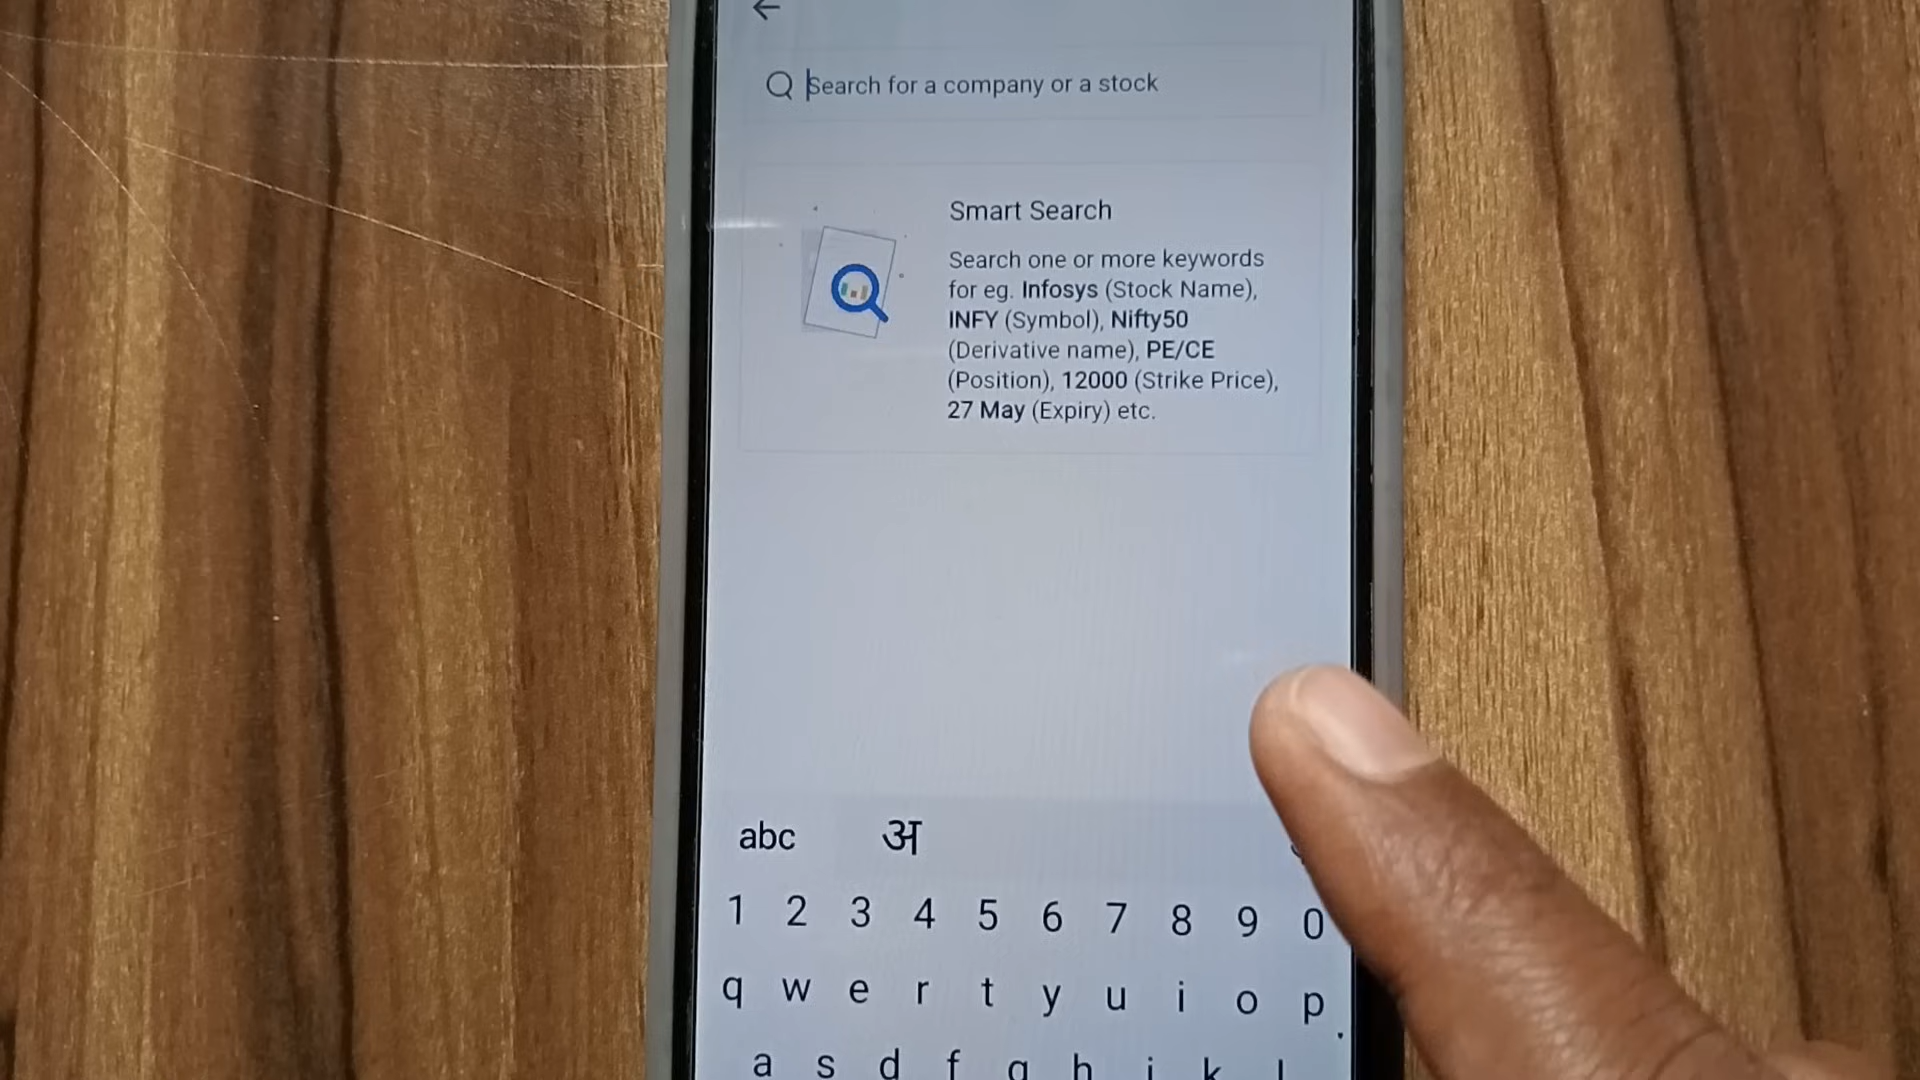 Search for a company or a stock
Smart Search
Search one or more keywords
for eg. Infosys (Stock Name),
INFY (Symbol), Nifty50
(Derivative name), PE/CE
(Position), 12000 (Strike Price),
27 May (Expiry) etc.
abc अ
1 2 3 4 5 6 7 8 9 0
q w e r t y u i o p
a s d f g h j k l